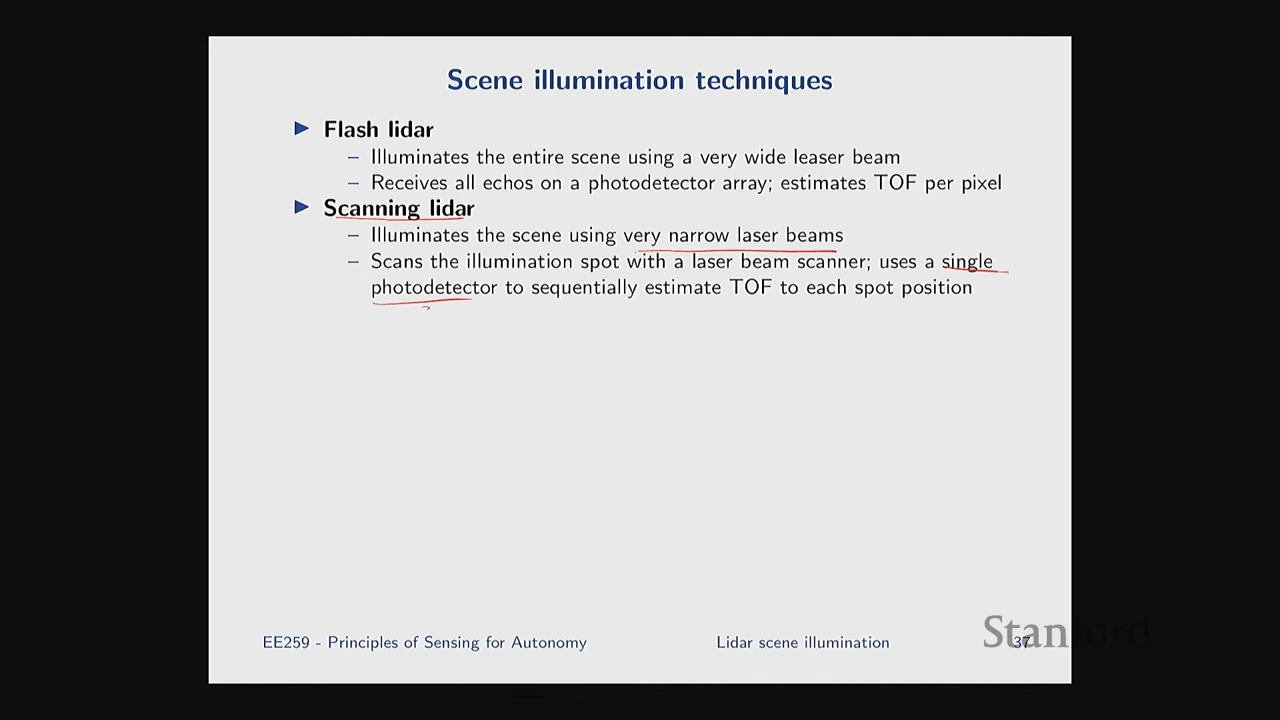 Scene illumination techniques
Flash lidar
– Illuminates the entire scene using a very wide leaser beam
– Receives all echos on a photodetector array; estimates TOF per pixel
Scanning lidar
– Illuminates the scene using very narrow laser beams
– Scans the illumination spot with a laser beam scanner; uses a single
photodetector to sequentially estimate TOF to each spot position
EE259 - Principles of Sensing for Autonomy Lidar scene illumination 37
Stanford